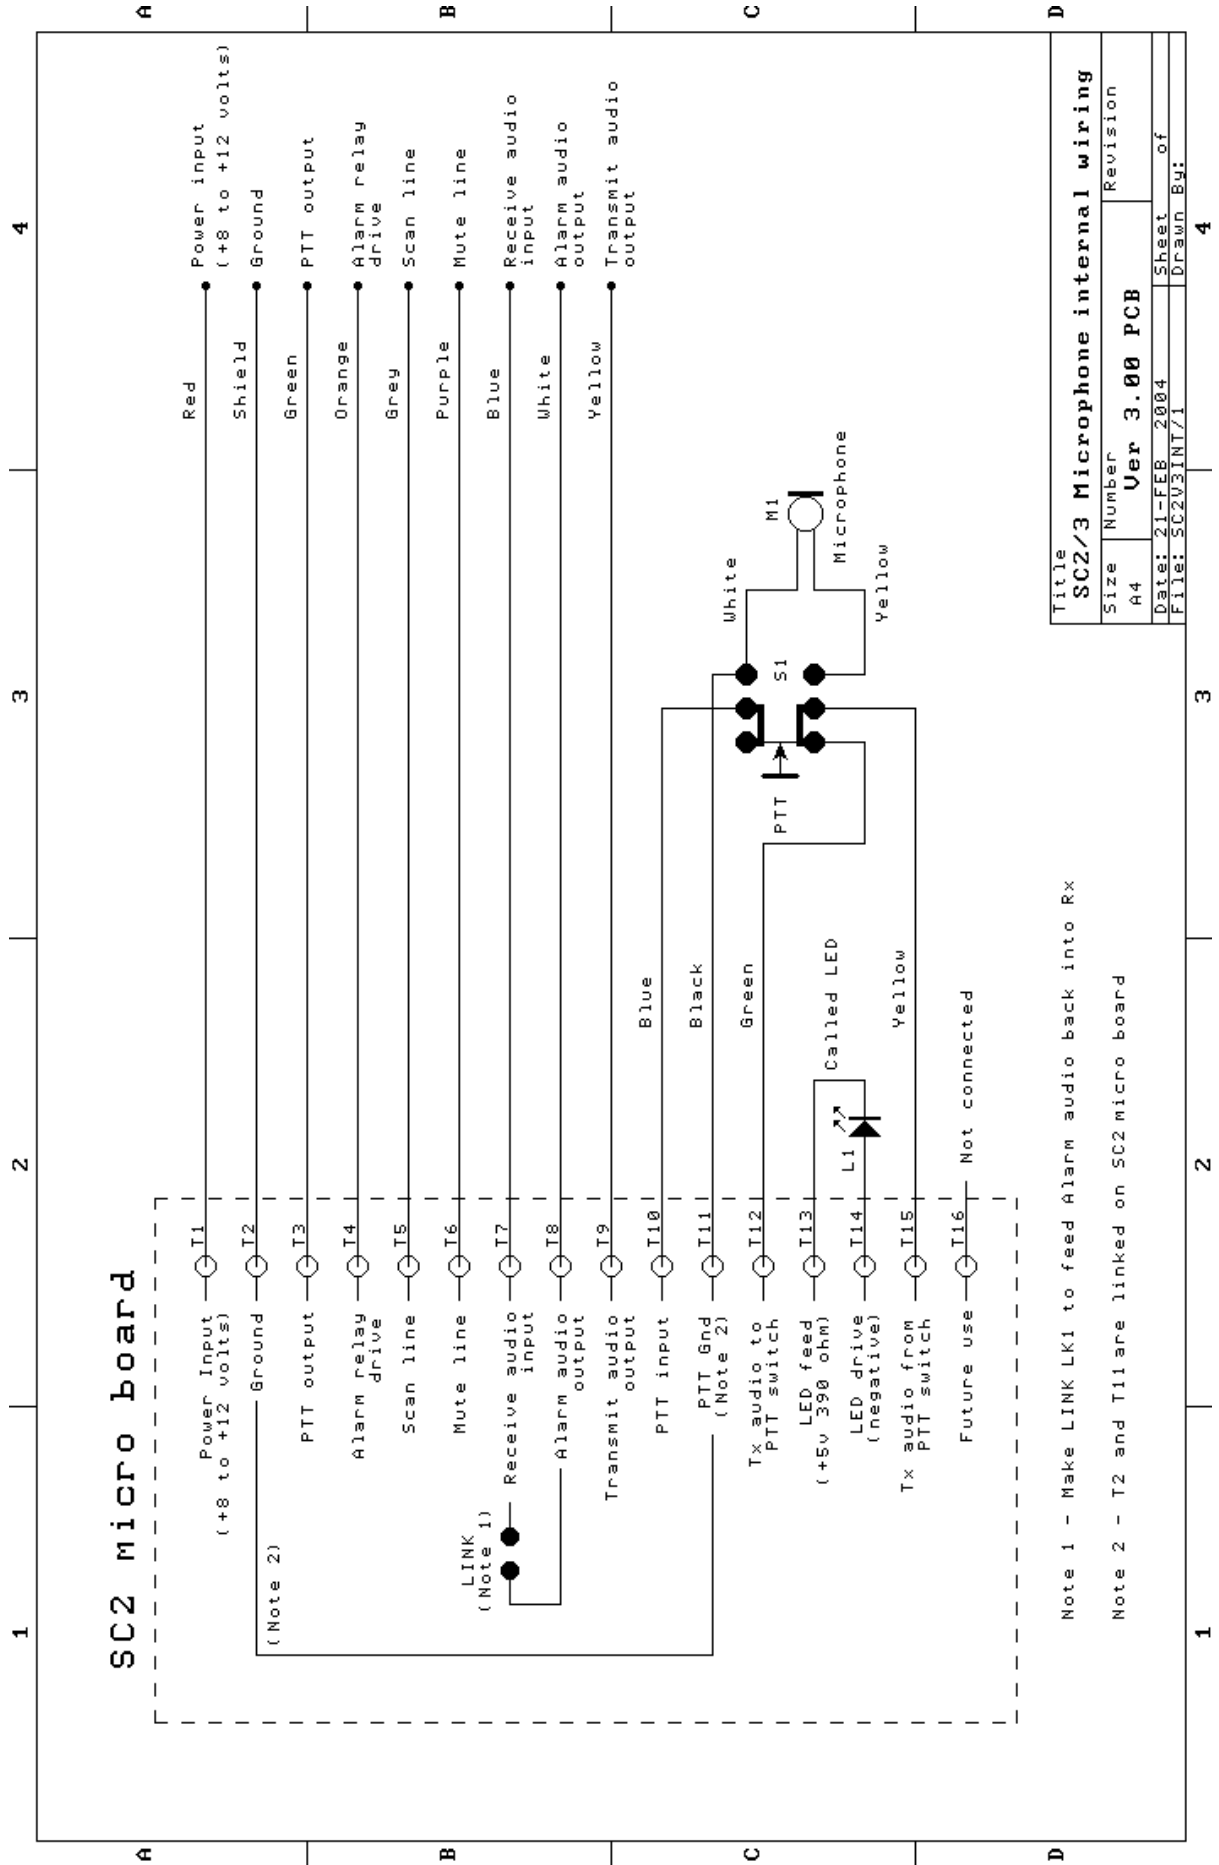 A
B
C
D
1
2
3
4
SC2 micro board
Power Input
(+8 to +12 volts)
T1
Red
Power input
(+8 to +12 volts)
Ground
T2
Shield
Ground
(Note 2)
PTT output
T3
Green
PTT output
Alarm relay
drive
T4
Orange
Alarm relay
drive
Scan line
T5
Grey
Scan line
Mute line
T6
Purple
Mute line
LINK
(Note 1)
Receive audio
input
T7
Blue
Receive audio
input
Alarm audio
output
T8
White
Alarm audio
output
Transmit audio
output
T9
Yellow
Transmit audio
output
PTT input
T10
Blue
PTT Gnd
(Note 2)
T11
Black
Tx audio to
PTT switch
T12
Green
LED feed
(+5v 390 ohm)
T13
Called LED
LED drive
(negative)
T14
L1
Tx audio from
PTT switch
T15
Yellow
Future use
T16
Not connected
PTT
S1
White
Yellow
M1
Microphone
Note 1 - Make LINK LK1 to feed Alarm audio back into Rx
Note 2 - T2 and T11 are linked on SC2 micro board
Title
SC2/3 Microphone internal wiring
Size
Number
Revision
A4
Ver 3.00 PCB
Date: 21-FEB 2004
Sheet of
File: SC2V3INT/1
Drawn By:
A
B
C
D
1
2
3
4